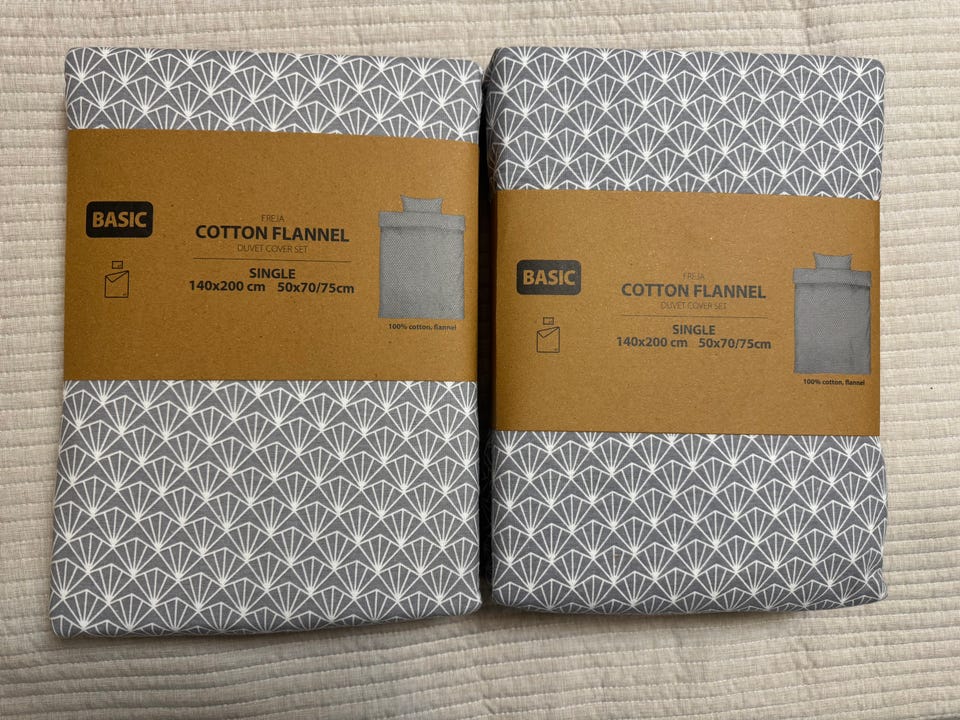 BASIC
FREJA
COTTON FLANNEL
DUVET COVER SET
SINGLE
140x200 cm 50x70/75cm
100% cotton, flannel
BASIC
FREJA
COTTON FLANNEL
DUVET COVER SET
SINGLE
140x200 cm 50x70/75cm
100% cotton, flannel